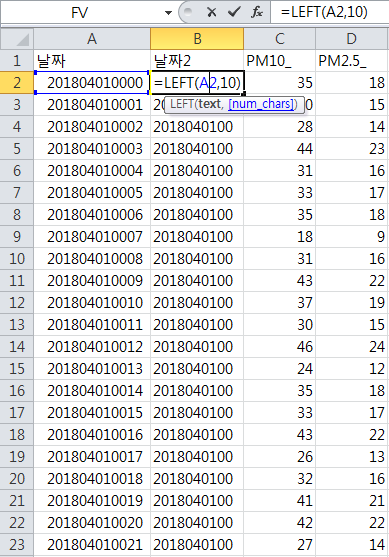 FV =LEFT(A2,10)
A B C D
1 날짜 날짜2 PM10_ PM2.5_
2 201804010000 =LEFT(A2,10) 35 18
LEFT(text, [num_chars])
3 201804010001 15
4 201804010002 2018040100 28 14
5 201804010003 2018040100 44 23
6 201804010004 2018040100 31 16
7 201804010005 2018040100 33 17
8 201804010006 2018040100 35 18
9 201804010007 2018040100 18 9
10 201804010008 2018040100 31 16
11 201804010009 2018040100 43 22
12 201804010010 2018040100 37 19
13 201804010011 2018040100 30 15
14 201804010012 2018040100 46 24
15 201804010013 2018040100 24 12
16 201804010014 2018040100 35 18
17 201804010015 2018040100 33 17
18 201804010016 2018040100 43 22
19 201804010017 2018040100 26 13
20 201804010018 2018040100 32 16
21 201804010019 2018040100 41 21
22 201804010020 2018040100 42 22
23 201804010021 2018040100 27 14